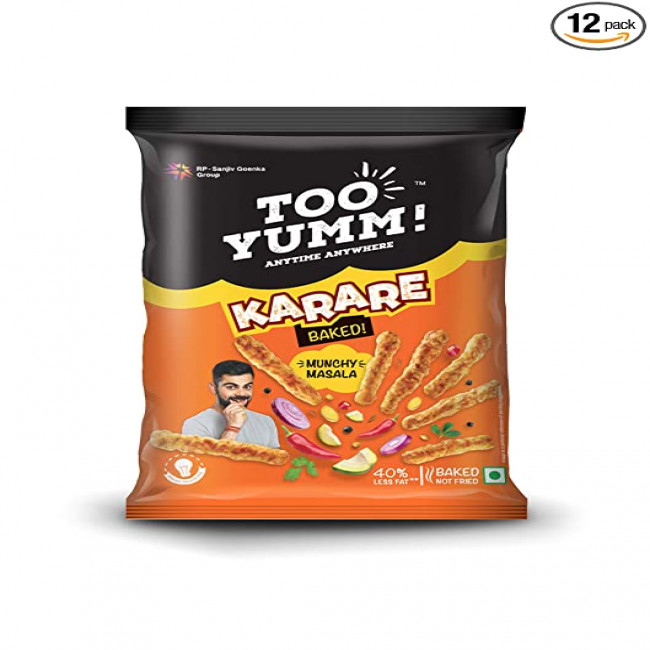 12 pack
RP-Sanjiv Goenka
Group
TOO
YUMM!
TM
ANYTIME ANYWHERE
KARARE
BAKED!
MUNCHY
MASALA
40%
LESS FAT**
BAKED
NOT FRIED